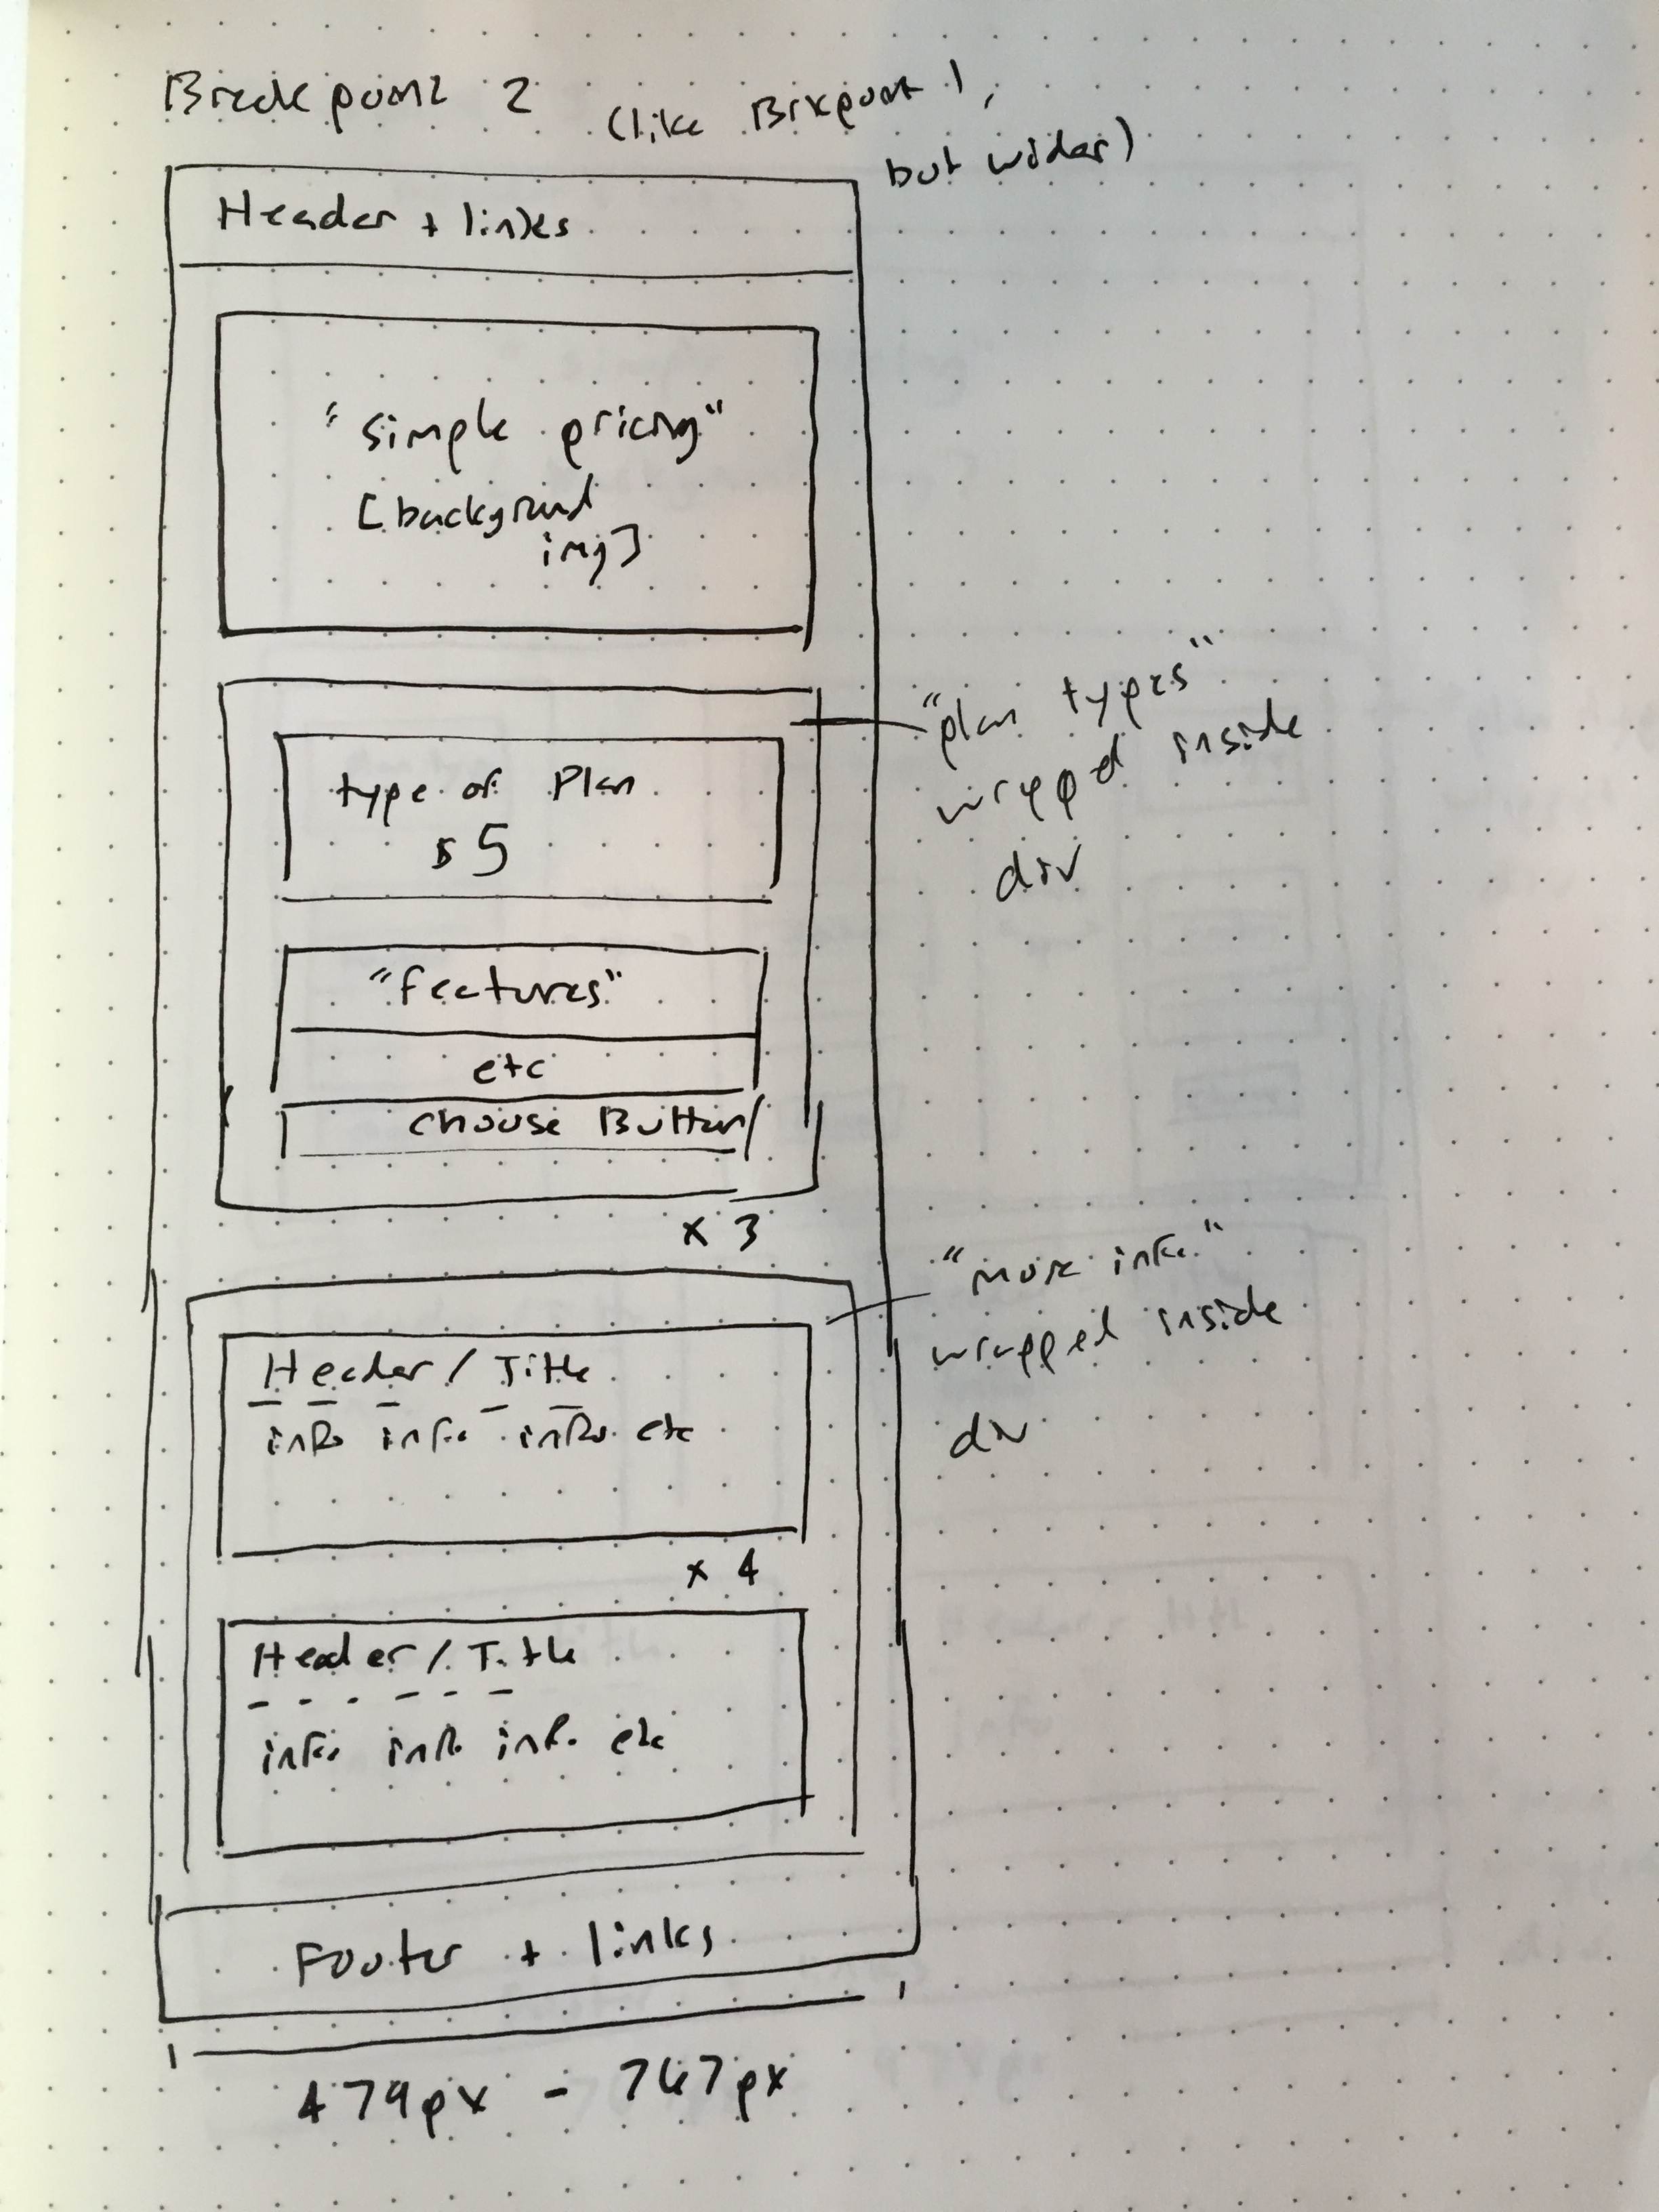 Breakpoint 2 (like Brkpoint 1,
but wider)
Header + links
"simple pricing"
[background
img]
"plan types"
wrapped inside
div
type of Plan
$5
"features"
etc
choose Button
x 3
"more info"
wrapped inside
div
Header / Title
info info info etc
x 4
Header / Title
info info info etc
Footer + links
479px - 767px